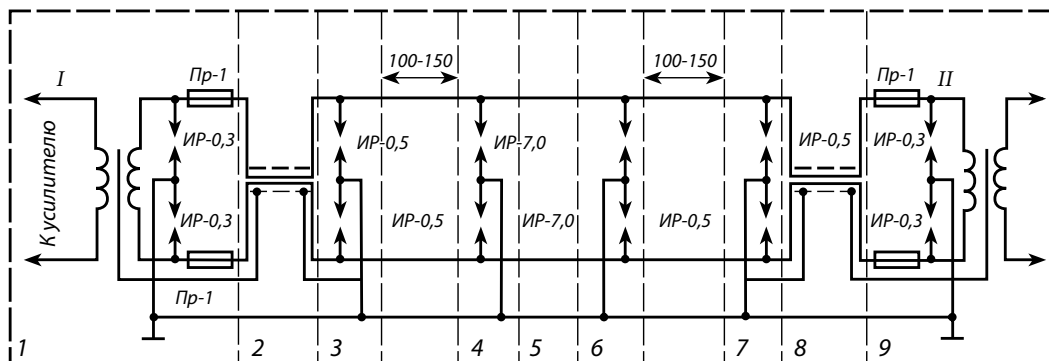 100-150
100-150
Пр-1
Пр-1
I
II
ИР-0,3
ИР-0,5
ИР-7,0
ИР-0,5
ИР-0,3
К усилителю
ИР-0,3
ИР-0,5
ИР-7,0
ИР-0,5
ИР-0,3
Пр-1
1
2
3
4
5
6
7
8
9